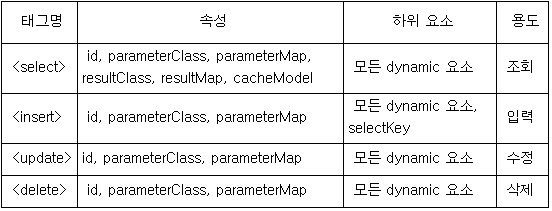 태그명 속성 하위 요소 용도
<select> id, parameterClass, parameterMap, resultClass, resultMap, cacheModel 모든 dynamic 요소 조회
<insert> id, parameterClass, parameterMap 모든 dynamic 요소, selectKey 입력
<update> id, parameterClass, parameterMap 모든 dynamic 요소 수정
<delete> id, parameterClass, parameterMap 모든 dynamic 요소 삭제